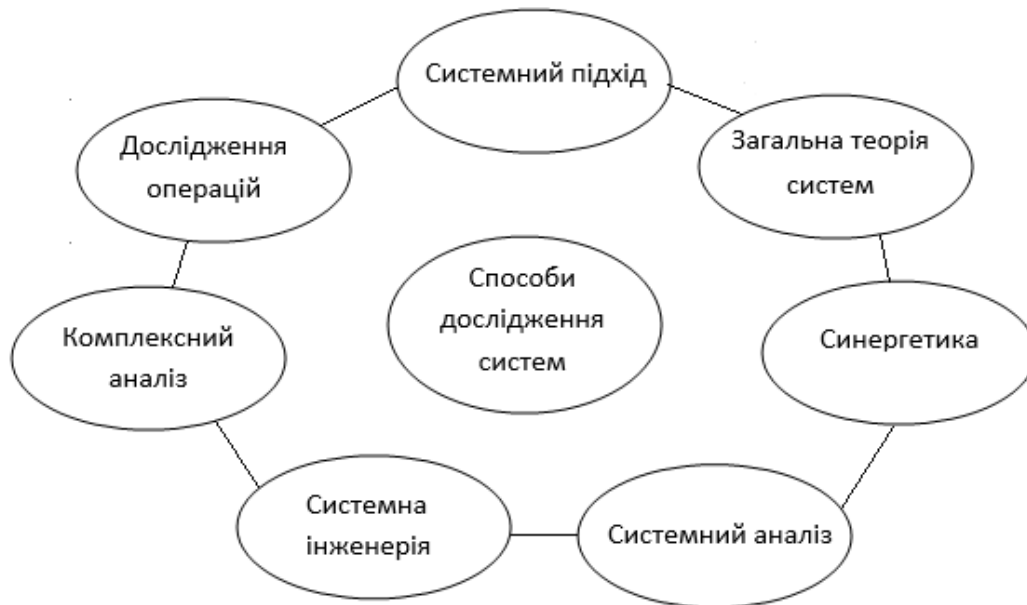 Системний підхід
Дослідження
операцій
Загальна теорія
систем
Способи
дослідження
систем
Комплексний
аналіз
Синергетика
Системна
інженерія
Системний аналіз